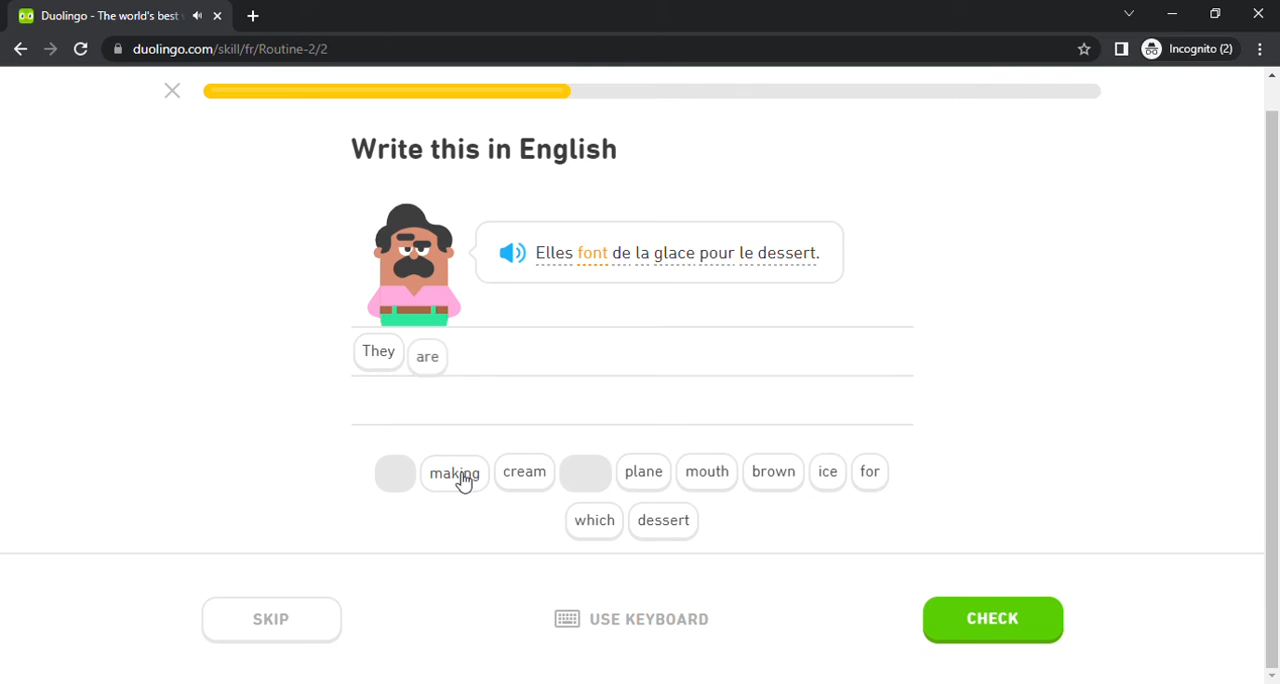 Duolingo - The world's best
duolingo.com/skill/fr/Routine-2/2
Incognito (2)
Write this in English
Elles font de la glace pour le dessert.
They are
making cream plane mouth brown ice for
which dessert
SKIP USE KEYBOARD CHECK